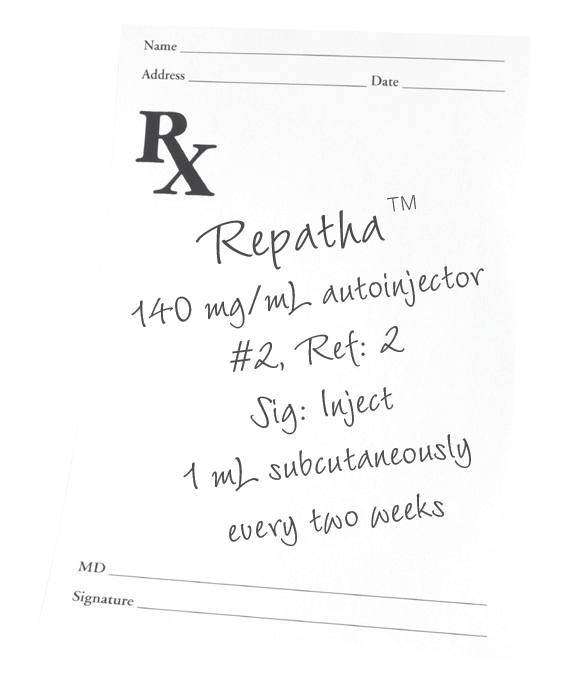 Name
Address Date
Rx
Repatha™
140 mg/mL autoinjector
#2, Ref: 2
Sig: Inject
1 mL subcutaneously
every two weeks
MD
Signature